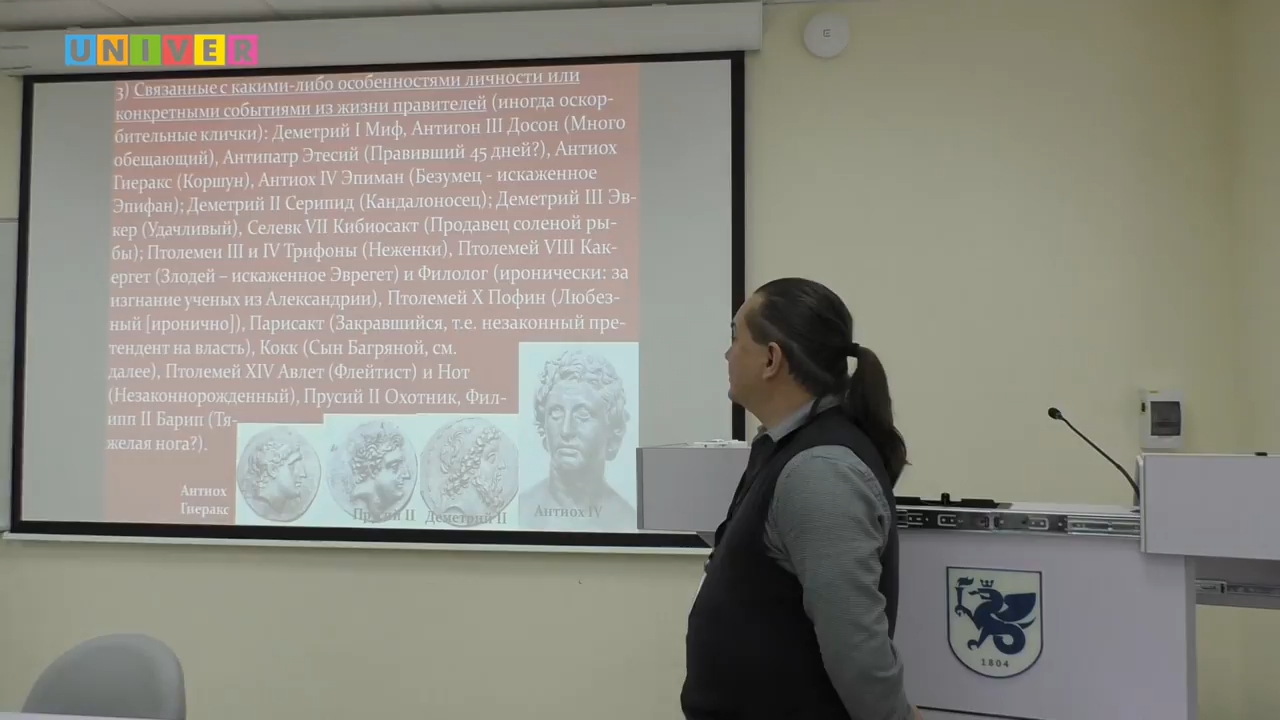 UNIVER
3) Связанные с какими-либо особенностями личности или
конкретными событиями из жизни правителей (иногда оскор-
бительные клички): Деметрий I Миф, Антигон III Досон (Много
обещающий), Антипатр Этесий (Правивший 45 дней?), Антиох
Гиеракс (Коршун), Антиох IV Эпиман (Безумец - искаженное
Эпифан); Деметрий II Серипид (Кандалоносец); Деметрий III Эв-
кер (Удачливый), Селевк VII Кибиосакт (Продавец соленой ры-
бы); Птолемеи III и IV Трифоны (Неженки), Птолемей VIII Как-
ергет (Злодей – искаженное Эврегет) и Филолог (иронически: за
изгнание ученых из Александрии), Птолемей X Пофин (Любез-
ный [иронично]), Парисакт (Закравшийся, т.е. незаконный пре-
тендент на власть), Кокк (Сын Багряной, см.
далее), Птолемей XIV Авлет (Флейтист) и Нот
(Незаконнорожденный), Прусий II Охотник, Фил-
ипп II Барип (Тя-
желая нога?).
Антиох
Гиеракс
Прусий II
Деметрий II
Антиох IV
1804